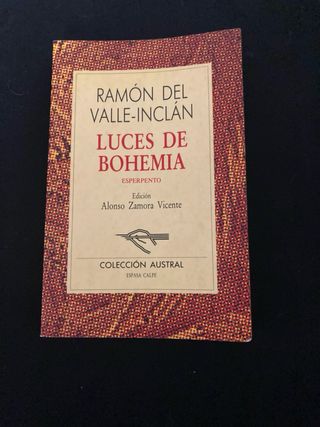 RAMÓN DEL
VALLE-INCLÁN
LUCES DE
BOHEMIA
ESPERPENTO
Edición
Alonso Zamora Vicente
COLECCIÓN AUSTRAL
ESPASA CALPE